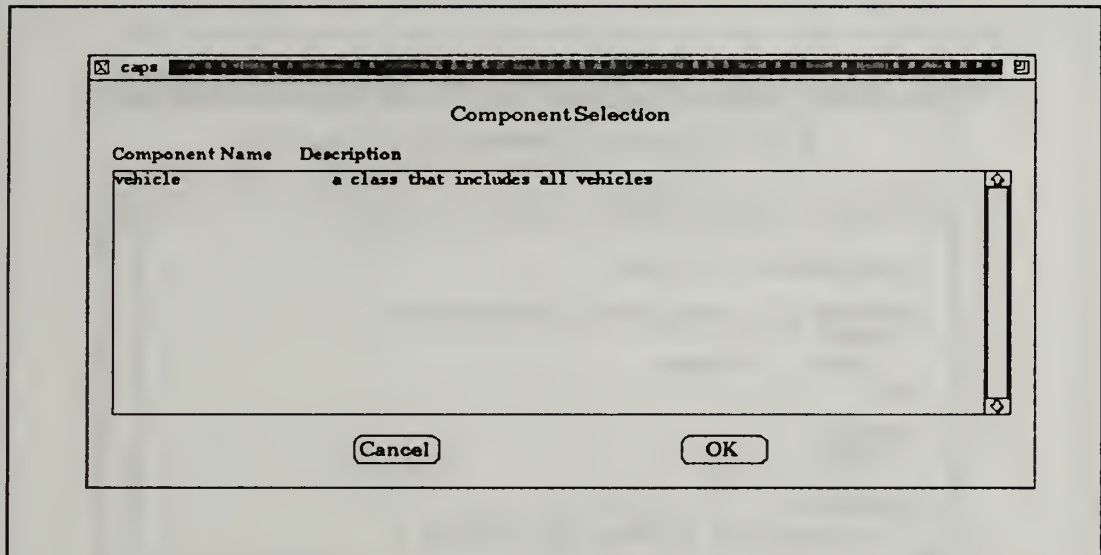 caps
Component Selection
Component Name Description
vehicle a class that includes all vehicles
Cancel OK